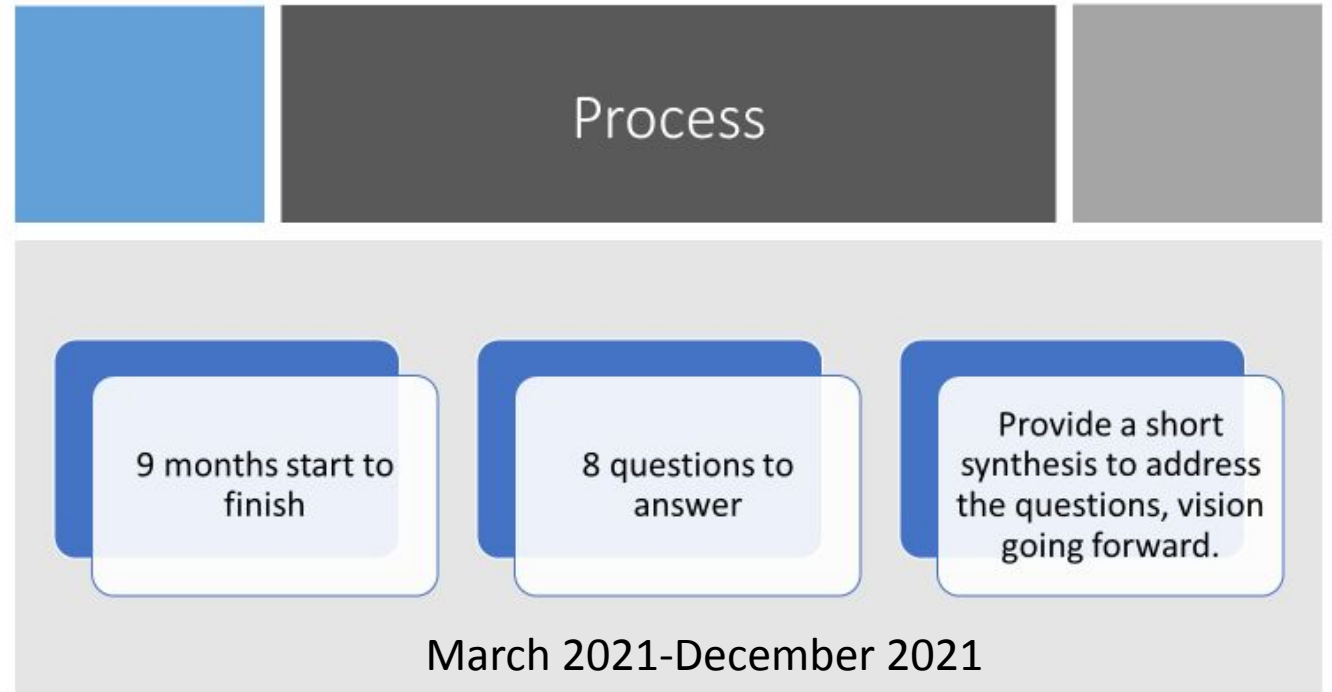 Process
9 months start to
finish
8 questions to
answer
Provide a short
synthesis to address
the questions, vision
going forward.
March 2021-December 2021